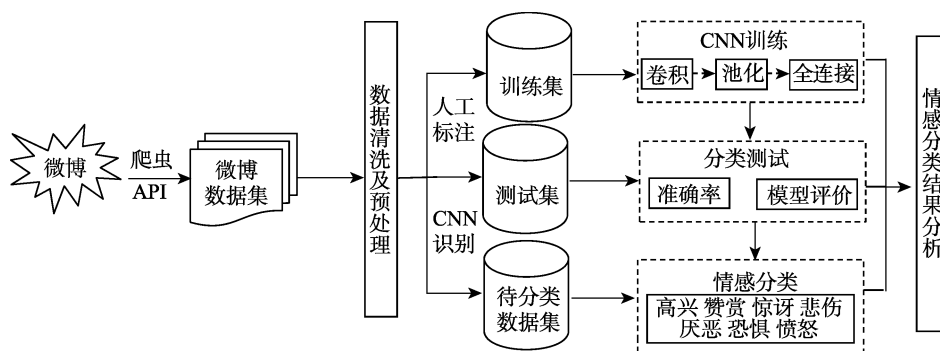 微博
爬虫
API
微博
数据集
数据清洗及预处理
人工
标注
CNN
识别
训练集
测试集
待分类
数据集
CNN训练
卷积
池化
全连接
分类测试
准确率
模型评价
情感分类
高兴 赞赏 惊讶 悲伤
厌恶 恐惧 愤怒
情感分类结果分析